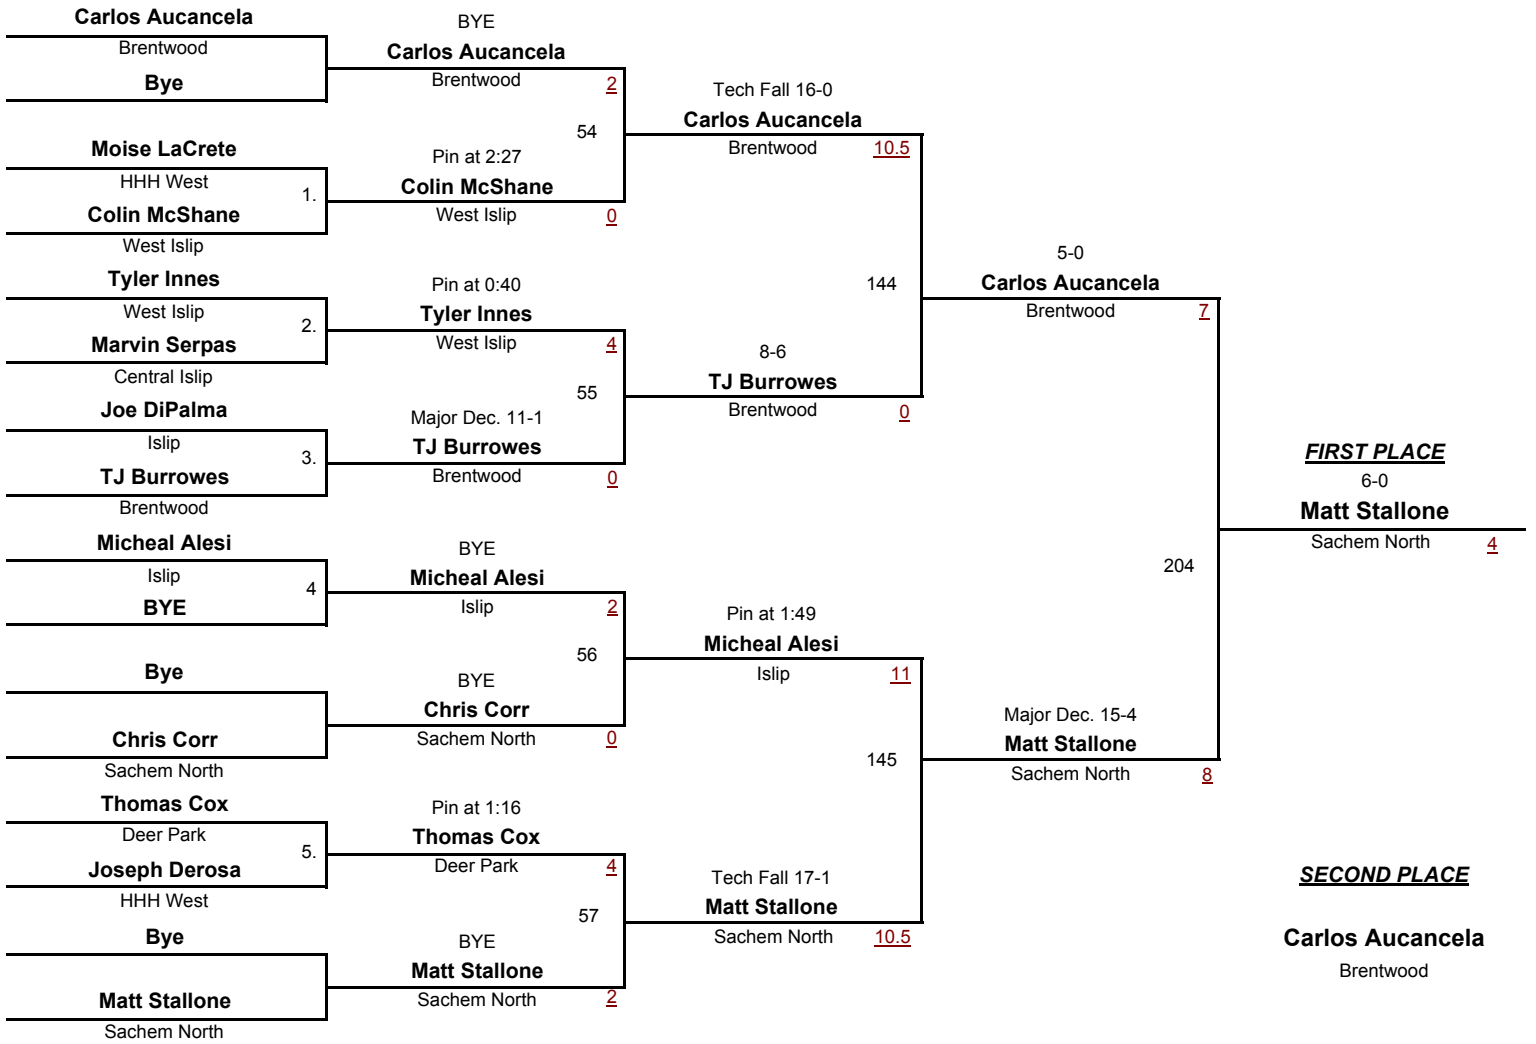 Carlos Aucancela
Brentwood
Bye
Moise LaCrete
HHH West
1.
Colin McShane
West Islip
Tyler Innes
West Islip
2.
Marvin Serpas
Central Islip
Joe DiPalma
Islip
3.
TJ Burrowes
Brentwood
Micheal Alesi
Islip
4
BYE
Bye
Chris Corr
Sachem North
Thomas Cox
Deer Park
5.
Joseph Derosa
HHH West
Bye
Matt Stallone
Sachem North
BYE
Carlos Aucancela
Brentwood
2
54
Pin at 2:27
Colin McShane
West Islip
0
Pin at 0:40
Tyler Innes
West Islip
4
55
Major Dec. 11-1
TJ Burrowes
Brentwood
0
BYE
Micheal Alesi
Islip
2
56
BYE
Chris Corr
Sachem North
0
Pin at 1:16
Thomas Cox
Deer Park
4
57
BYE
Matt Stallone
Sachem North
2
Tech Fall 16-0
Carlos Aucancela
Brentwood
10.5
144
8-6
TJ Burrowes
Brentwood
0
Pin at 1:49
Micheal Alesi
Islip
11
145
Tech Fall 17-1
Matt Stallone
Sachem North
10.5
5-0
Carlos Aucancela
Brentwood
7
204
Major Dec. 15-4
Matt Stallone
Sachem North
8
FIRST PLACE
6-0
Matt Stallone
Sachem North
4
SECOND PLACE
Carlos Aucancela
Brentwood